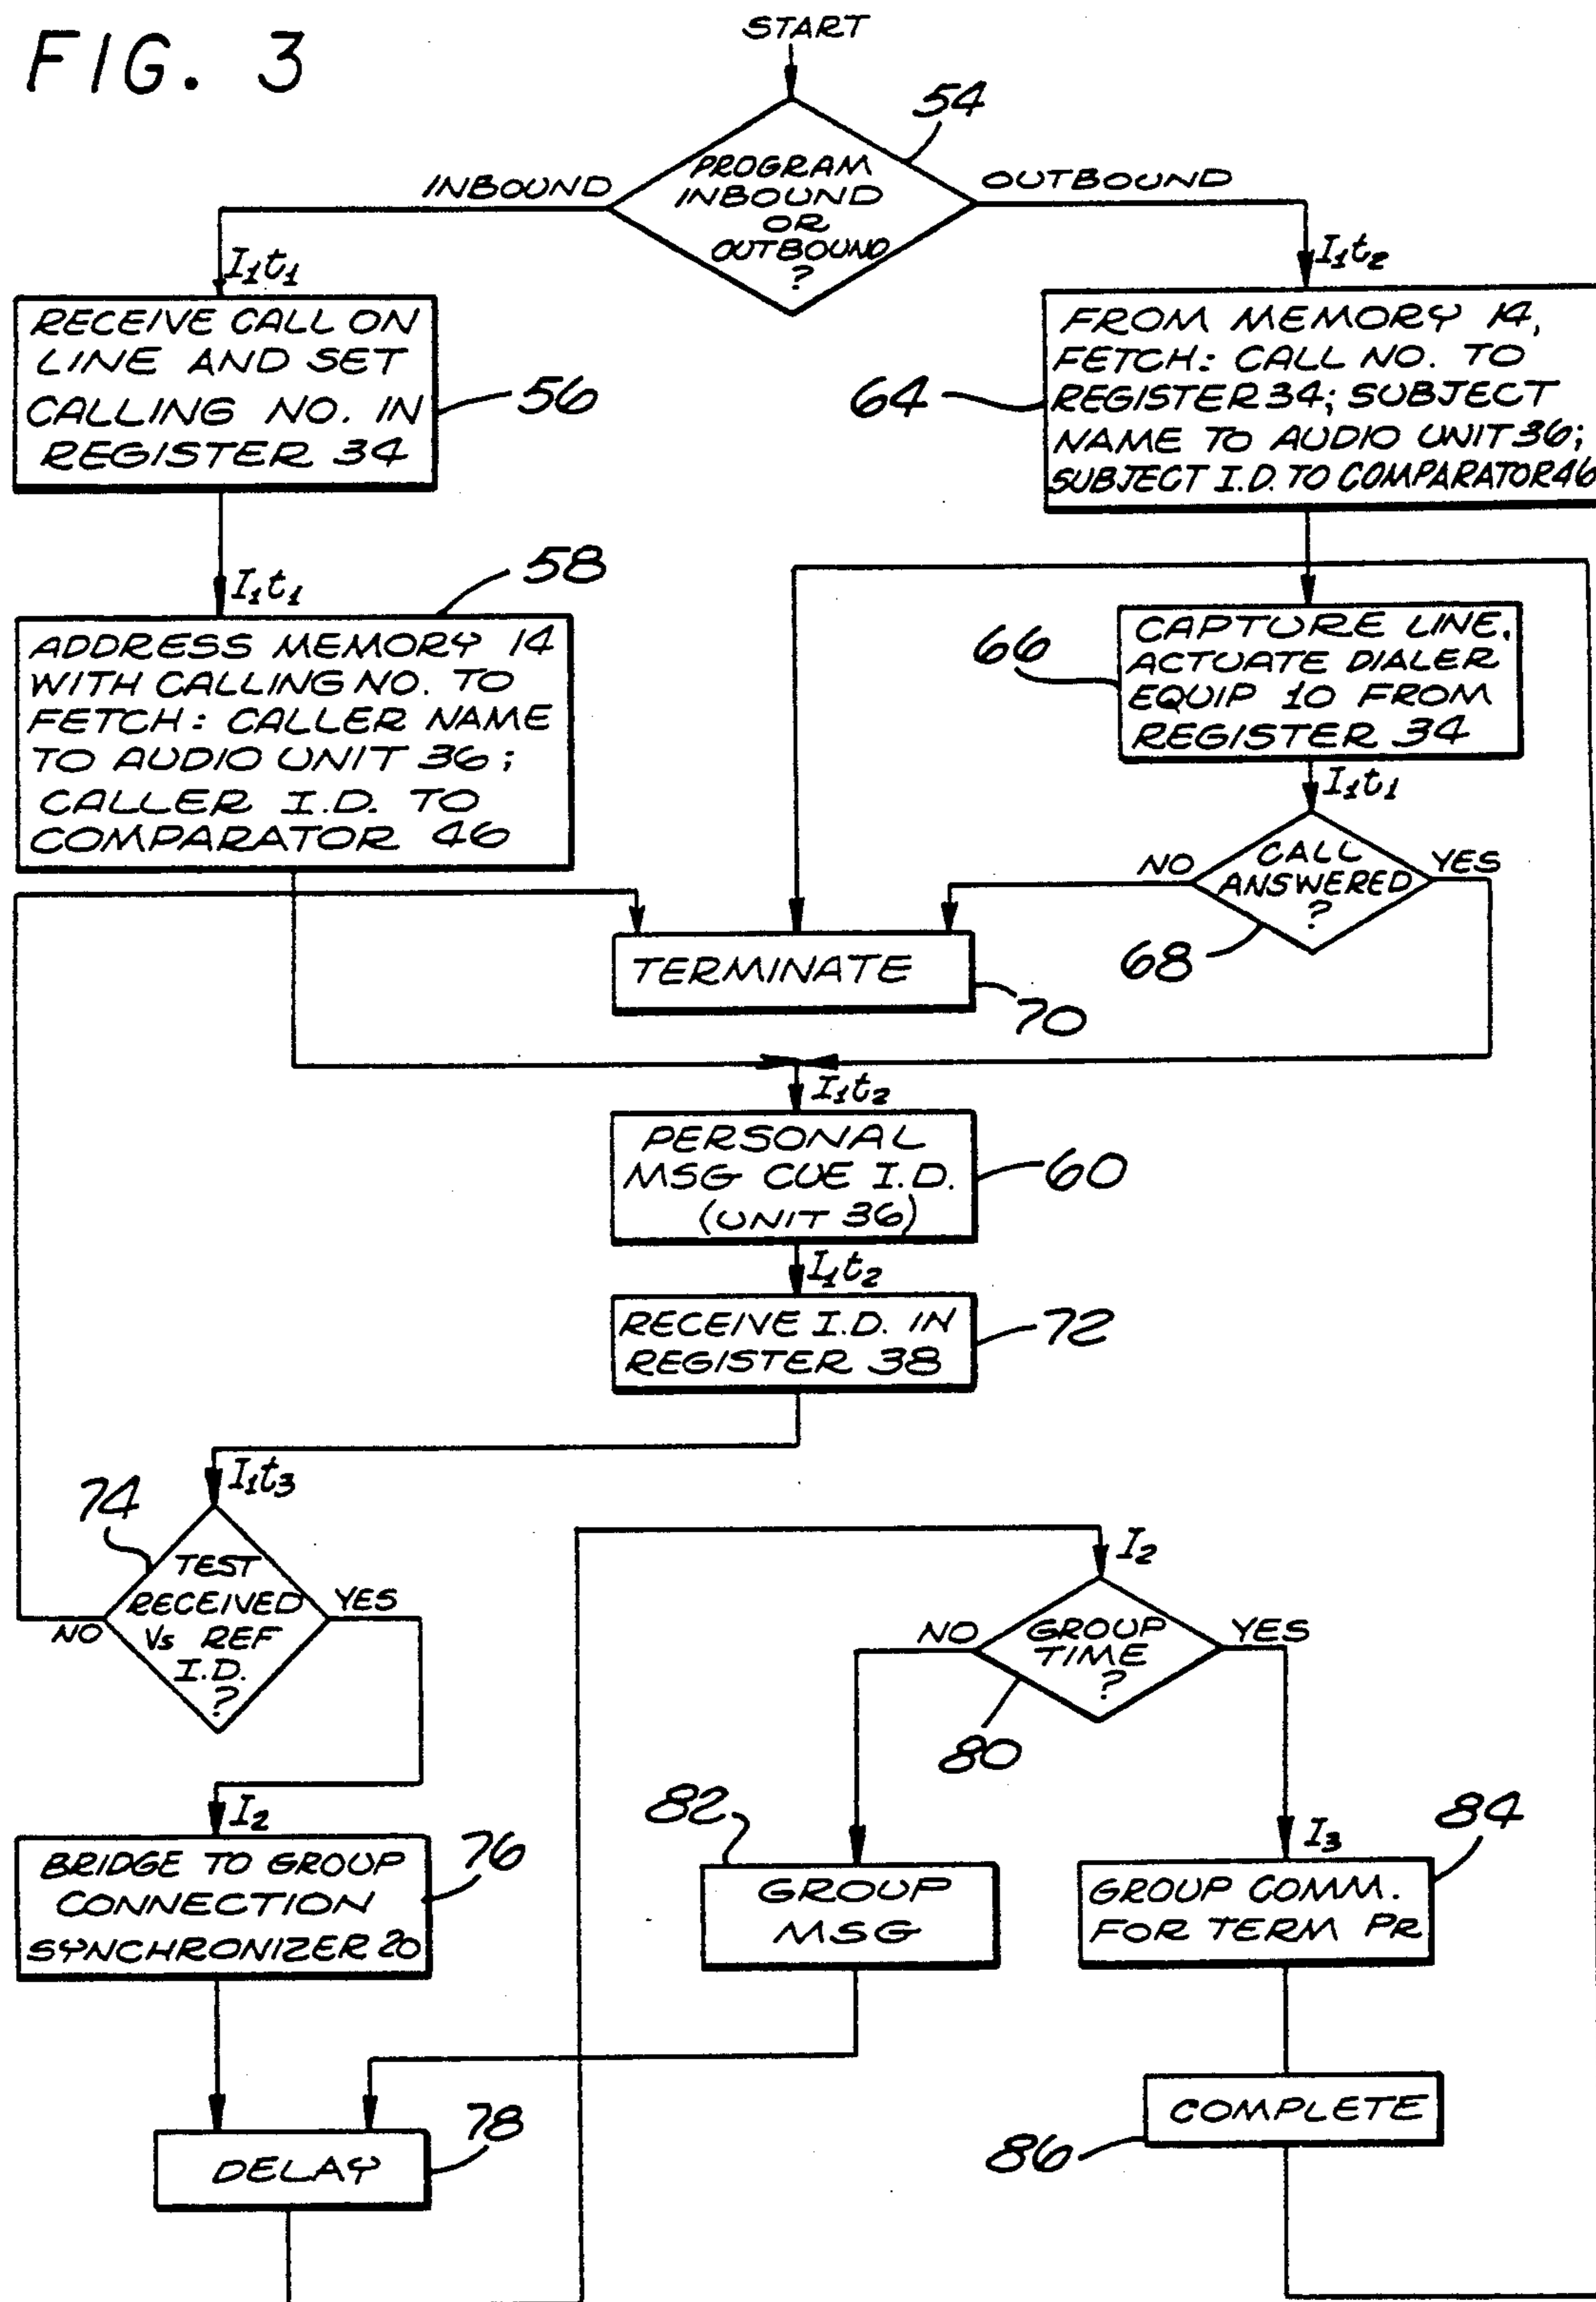 FIG. 3
START
54
PROGRAM
INBOUND
OR
OUTBOUND
?
INBOUND
OUTBOUND
I₁t₁
I₁t₂
RECEIVE CALL ON
LINE AND SET
CALLING NO. IN
REGISTER 34
56
64
FROM MEMORY 14,
FETCH: CALL NO. TO
REGISTER 34; SUBJECT
NAME TO AUDIO UNIT 36;
SUBJECT I.D. TO COMPARATOR 46
I₁t₁
58
ADDRESS MEMORY 14
WITH CALLING NO. TO
FETCH: CALLER NAME
TO AUDIO UNIT 36;
CALLER I.D. TO
COMPARATOR 46
66
CAPTURE LINE,
ACTUATE DIALER
EQUIP 10 FROM
REGISTER 34
I₁t₁
NO
CALL
ANSWERED
?
YES
68
TERMINATE
70
I₁t₂
PERSONAL
MSG CUE I.D.
(UNIT 36)
60
I₁t₂
RECEIVE I.D. IN
REGISTER 38
72
I₁t₃
74
TEST
RECEIVED
Vs REF
I.D.
?
NO
YES
I₂
NO
GROUP
TIME
?
YES
80
I₂
BRIDGE TO GROUP
CONNECTION
SYNCHRONIZER 20
76
82
GROUP
MSG
I₃
84
GROUP COMM.
FOR TERM PR
DELAY
78
COMPLETE
86